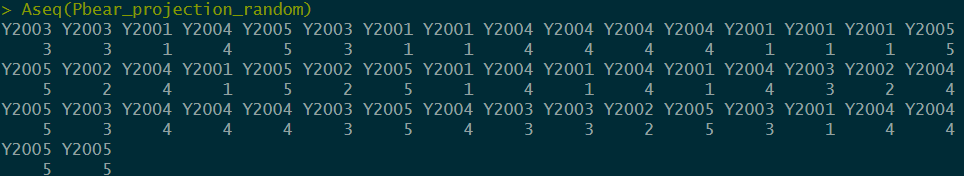 > Aseq(Pbear_projection_random)
Y2003 Y2003 Y2001 Y2004 Y2005 Y2003 Y2001 Y2001 Y2004 Y2004 Y2004 Y2004 Y2001 Y2001 Y2001 Y2005
3 3 1 4 5 3 1 1 4 4 4 4 1 1 1 5
Y2005 Y2002 Y2004 Y2001 Y2005 Y2002 Y2005 Y2001 Y2004 Y2001 Y2004 Y2001 Y2004 Y2003 Y2002 Y2004
5 2 4 1 5 2 5 1 4 1 4 1 4 3 2 4
Y2005 Y2003 Y2004 Y2004 Y2004 Y2003 Y2005 Y2004 Y2003 Y2003 Y2002 Y2005 Y2003 Y2001 Y2004 Y2004
5 3 4 4 4 3 5 4 3 3 2 5 3 1 4 4
Y2005 Y2005
5 5